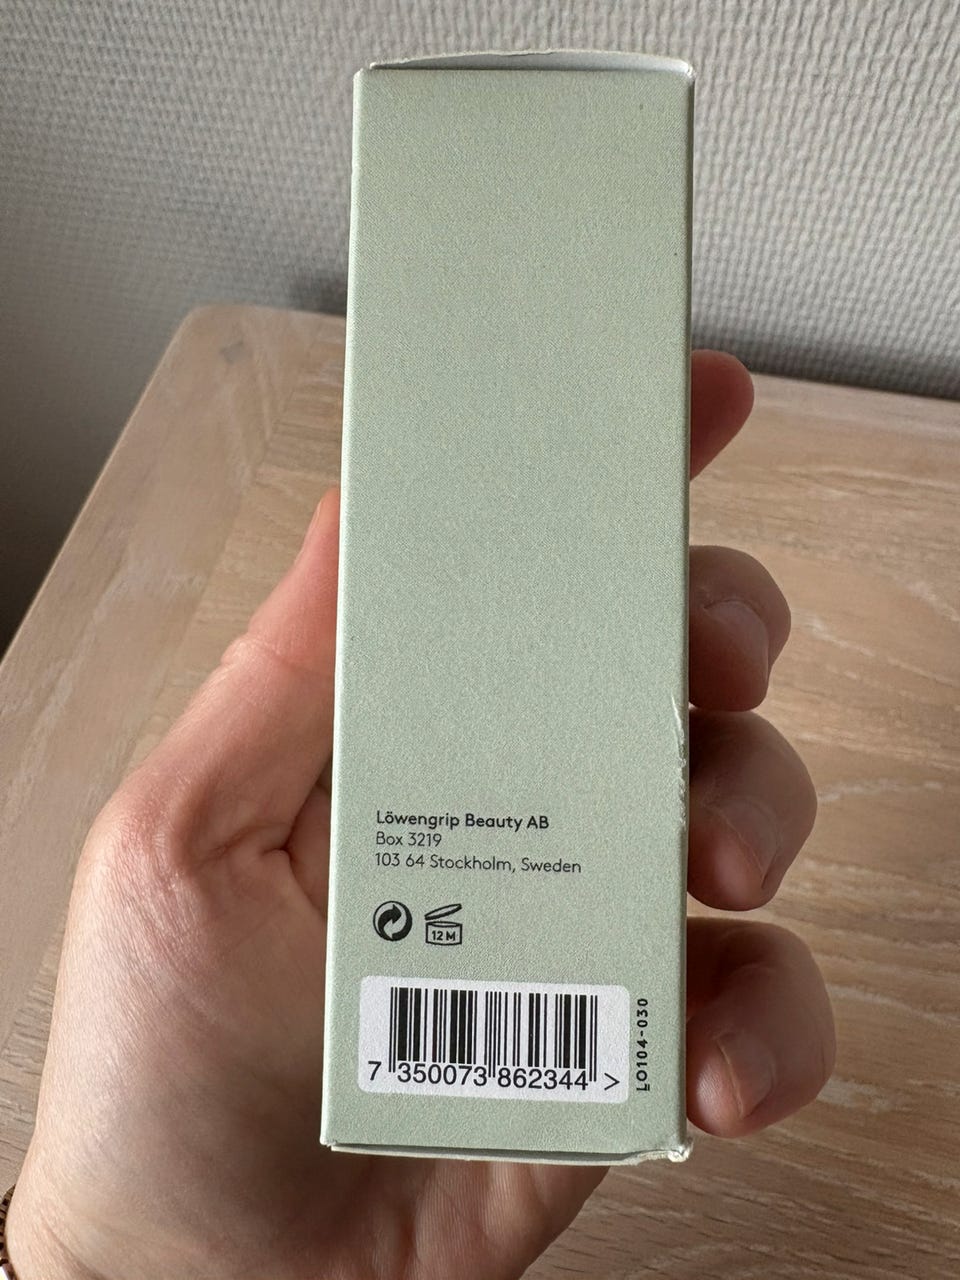 Löwengrip Beauty AB
Box 3219
103 64 Stockholm, Sweden
12 M
7 350073 862344 >
LO104-030